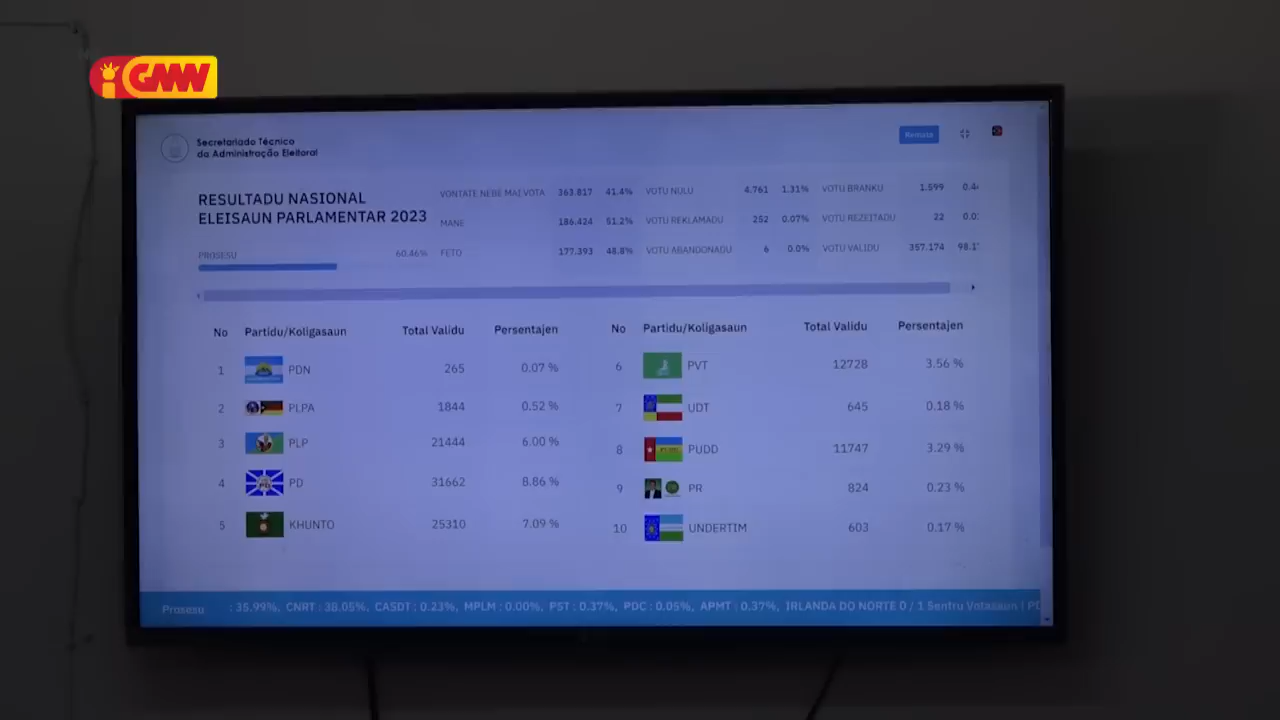 GMW
Secretariado Técnico
da Administração Eleitoral
RESULTADU NASIONAL
ELEISAUN PARLAMENTAR 2023
PROSESU 60.46%
VONTATE NEBE MAI VOTA 363.817 41.4% VOTU NULU 4.761 1.31% VOTU BRANKU 1.599
MANE 186.424 51.2% VOTU REKLAMADU 252 0.07% VOTU REZEITADU 22
FETO 177.393 48.8% VOTU ABANDONADU 6 0.0% VOTU VALIDU 357.174
No Partidu/Koligasaun Total Validu Persentajen
1 PDN 265 0.07 %
2 PLPA 1844 0.52 %
3 PLP 21444 6.00 %
4 PD 31662 8.86 %
5 KHUNTO 25310 7.09 %
No Partidu/Koligasaun Total Validu Persentajen
6 PVT 12728 3.56 %
7 UDT 645 0.18 %
8 PUDD 11747 3.29 %
9 PR 824 0.23 %
10 UNDERTIM 603 0.17 %
Prosesu : 35.99%, CNRT : 38.05%, CASDT : 0.23%, MPLM : 0.00%, PST : 0.37%, PDC : 0.05%, APMT : 0.37%, IRLANDA DO NORTE 0 / 1 Sentru Votasaun |